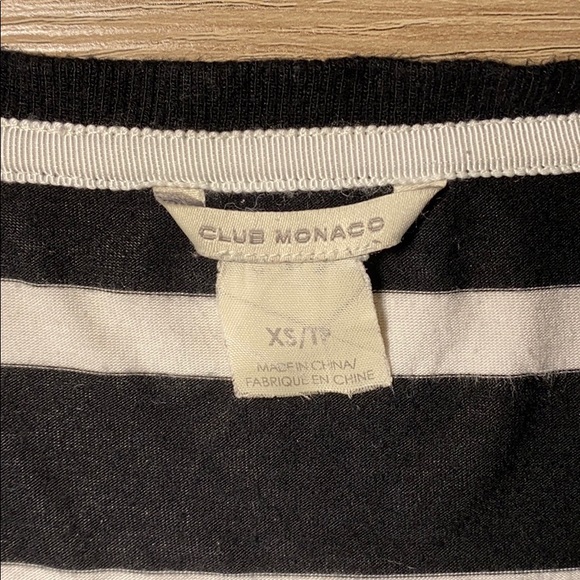 CLUB MONACO
XS/TP
MADE IN CHINA/
FABRIQUE EN CHINE